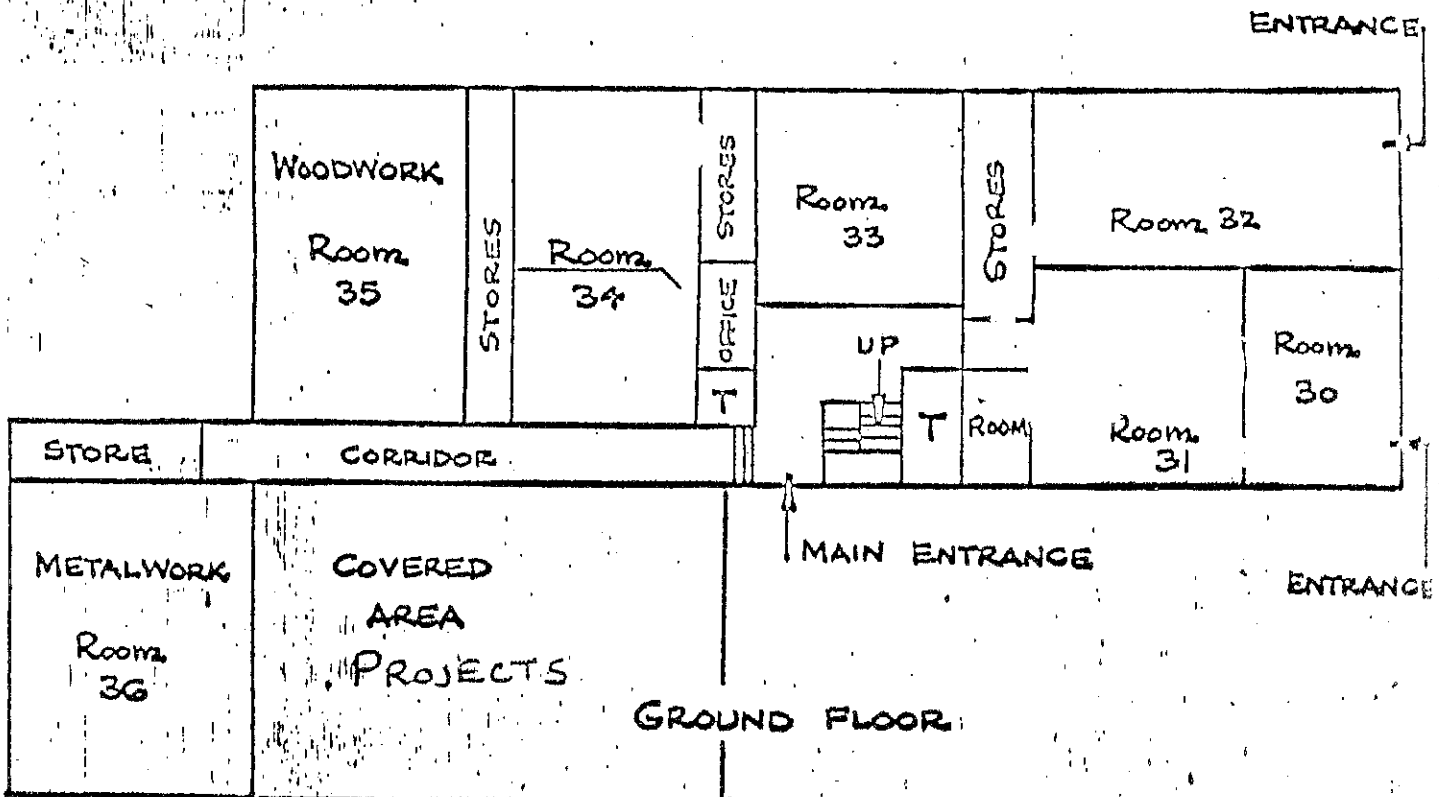 ENTRANCE
WOODWORK
Room
35
STORES
Room
34
STORES
OFFICE
T
Room
33
STORES
Room 32
UP
T
ROOM
Room
31
Room
30
STORE
CORRIDOR
METALWORK
Room
36
COVERED
AREA
PROJECTS
MAIN ENTRANCE
ENTRANCE
GROUND FLOOR